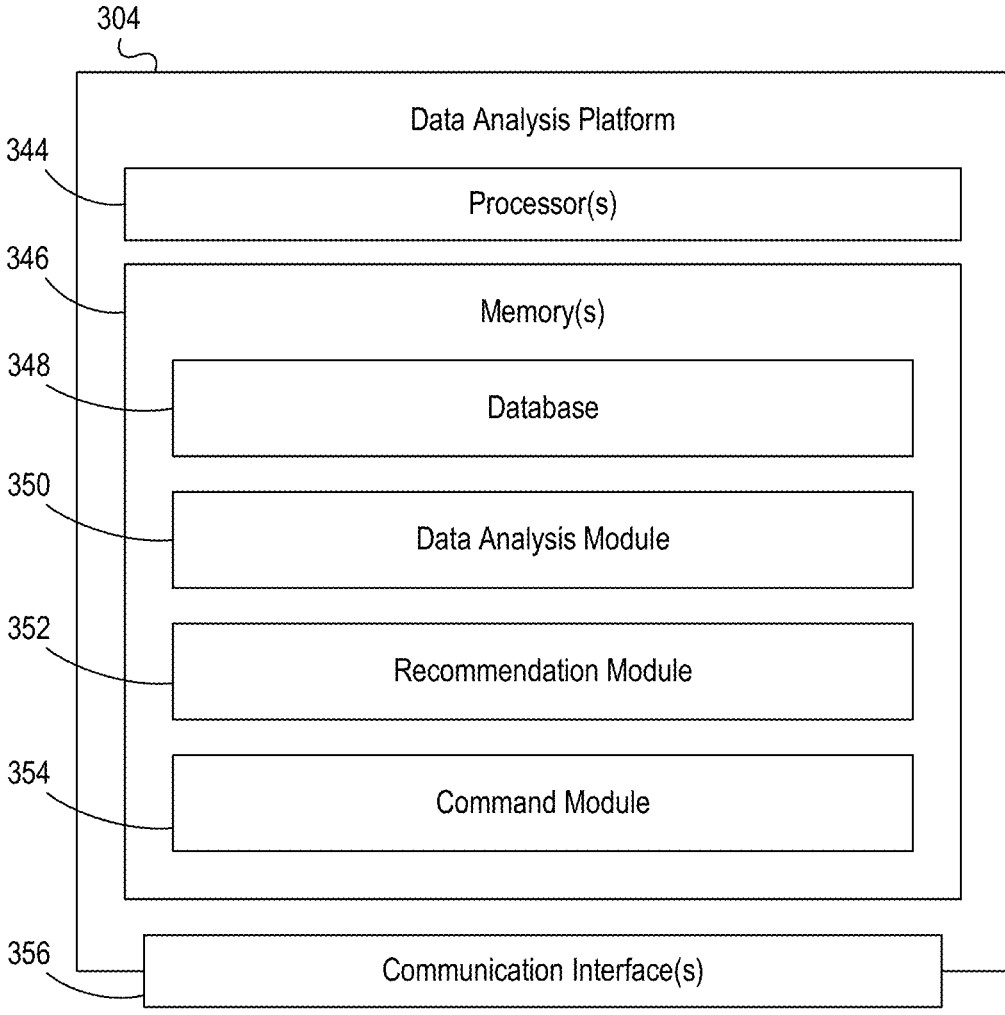 304
Data Analysis Platform
344
Processor(s)
346
Memory(s)
348
Database
350
Data Analysis Module
352
Recommendation Module
354
Command Module
356
Communication Interface(s)